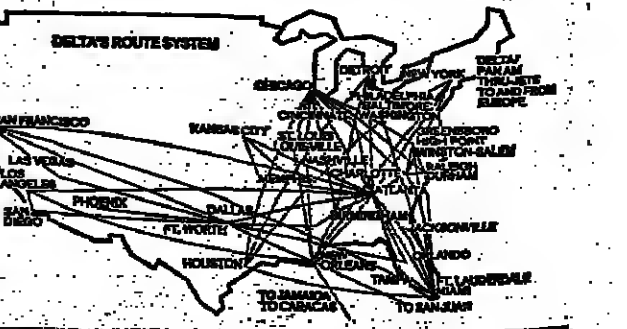 DELTA'S ROUTE SYSTEM
DETROIT
NEW YORK
DELTA/
PAN AM
THRU-JETS
TO AND FROM
EUROPE.
CHICAGO
PHILADELPHIA
BALTIMORE
CINCINNATI
WASHINGTON
AN FRANCISCO
KANSAS CITY
ST. LOUIS
LOUISVILLE
GREENSBORO
HIGH POINT
WINSTON-SALEM
LAS VEGAS
NASHVILLE
RALEIGH
DURHAM
LOS
ANGELES
MEMPHIS
CHARLOTTE
ATLANTA
PHOENIX
DALLAS
BIRMINGHAM
SAN
DIEGO
FT. WORTH
JACKSONVILLE
HOUSTON
NEW
ORLEANS
ORLANDO
TAMPA
FT. LAUDERDALE
MIAMI
TO JAMAICA
TO CARACAS
TO SAN JUAN